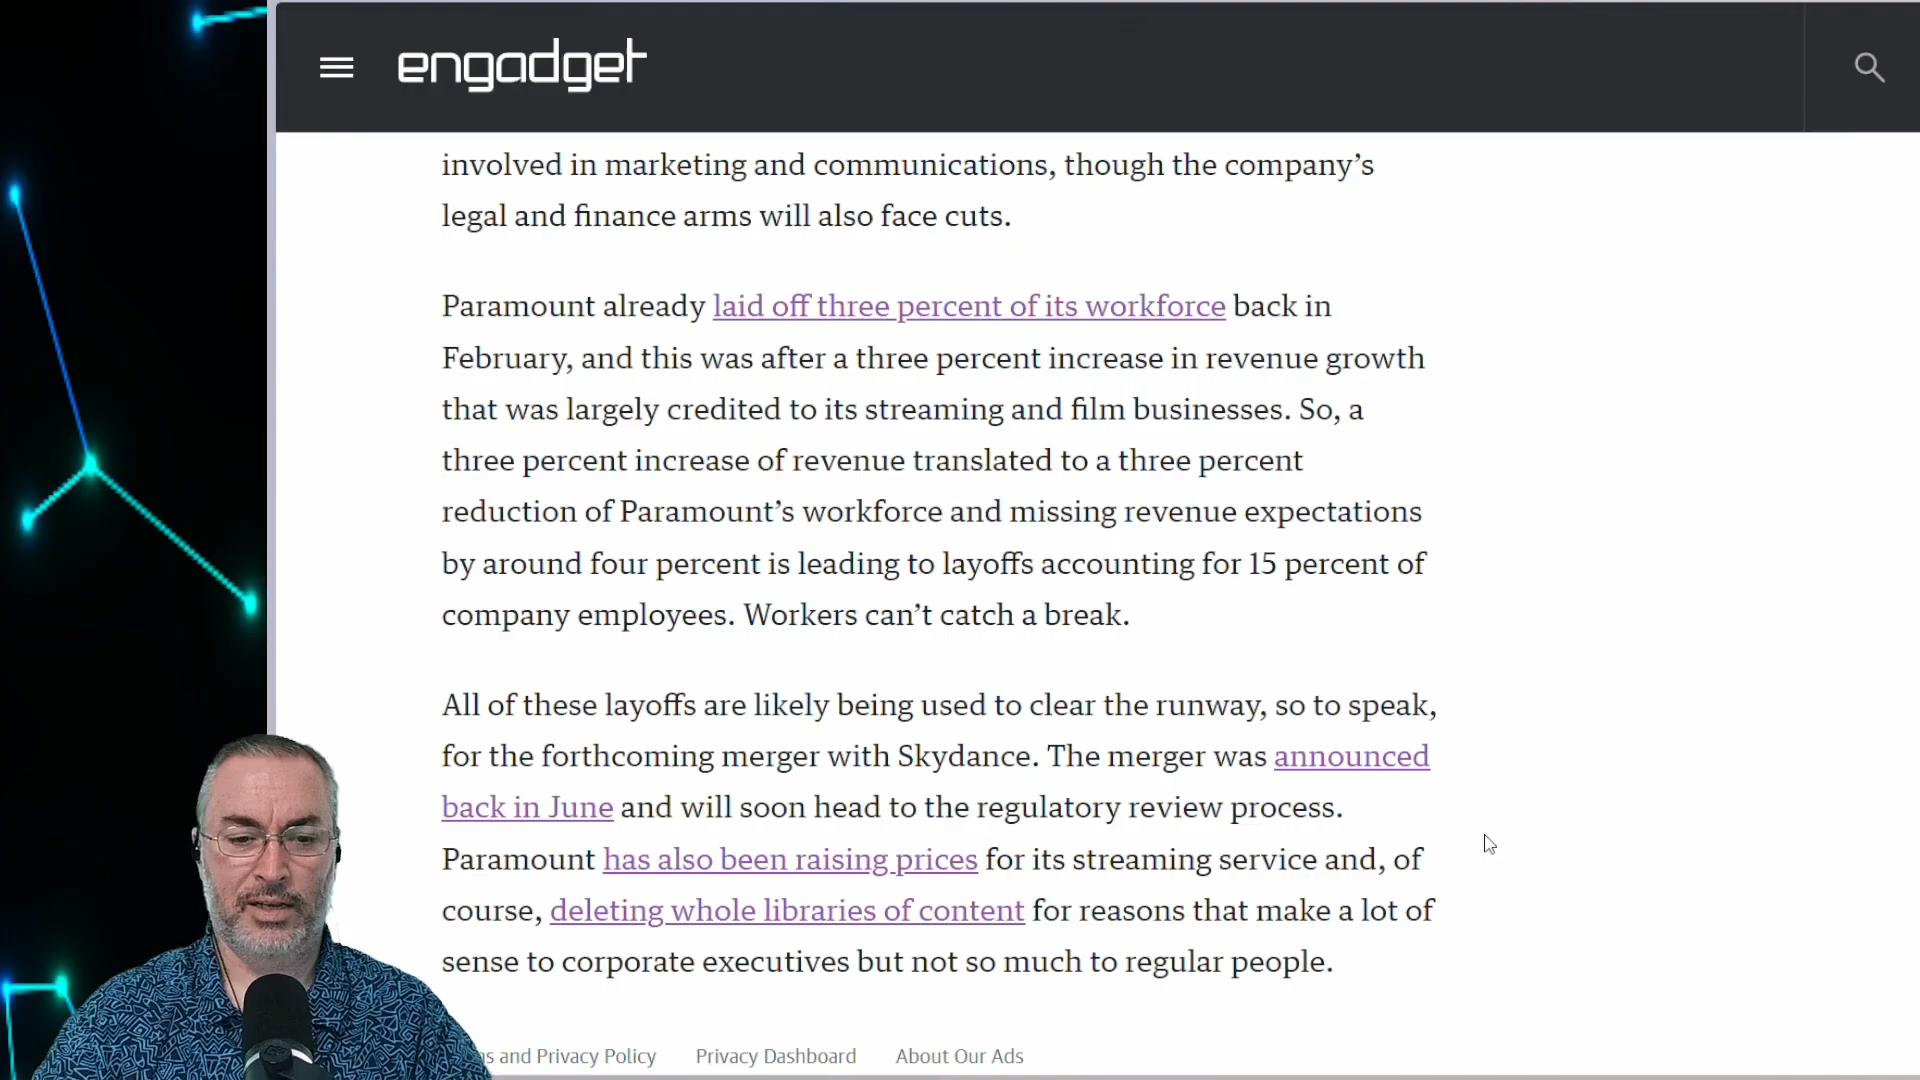 engadget
involved in marketing and communications, though the company’s
legal and finance arms will also face cuts.
Paramount already laid off three percent of its workforce back in
February, and this was after a three percent increase in revenue growth
that was largely credited to its streaming and film businesses. So, a
three percent increase of revenue translated to a three percent
reduction of Paramount’s workforce and missing revenue expectations
by around four percent is leading to layoffs accounting for 15 percent of
company employees. Workers can’t catch a break.
All of these layoffs are likely being used to clear the runway, so to speak,
for the forthcoming merger with Skydance. The merger was announced
back in June and will soon head to the regulatory review process.
Paramount has also been raising prices for its streaming service and, of
course, deleting whole libraries of content for reasons that make a lot of
sense to corporate executives but not so much to regular people.
and Privacy Policy Privacy Dashboard About Our Ads